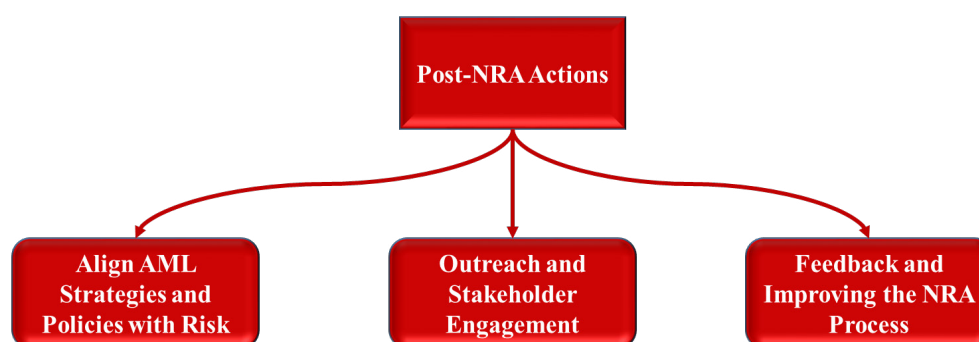 Post-NRA Actions
Align AML
Strategies and
Policies with Risk
Outreach and
Stakeholder
Engagement
Feedback and
Improving the NRA
Process